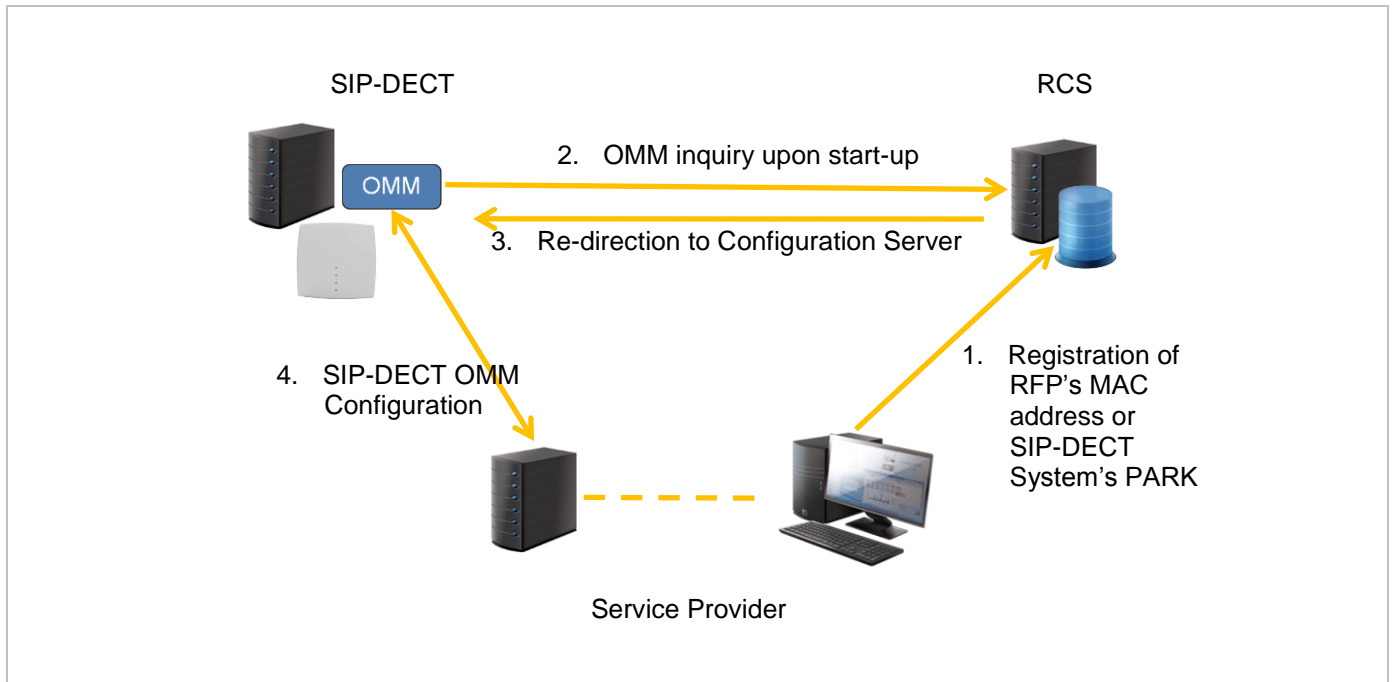 SIP-DECT
RCS
2. OMM inquiry upon start-up
OMM
3. Re-direction to Configuration Server
1. Registration of
RFP’s MAC
address or
SIP-DECT
System’s PARK
4. SIP-DECT OMM
Configuration
Service Provider